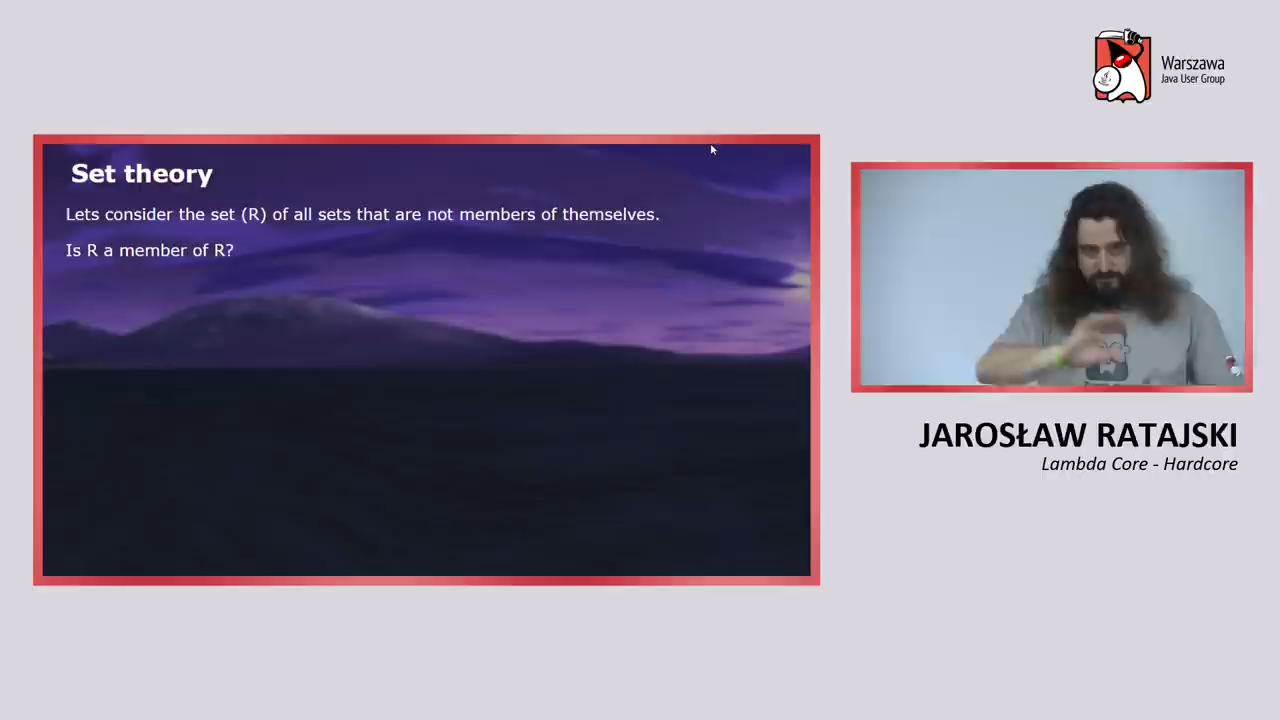 Warszawa
Java User Group
Set theory
Lets consider the set (R) of all sets that are not members of themselves.
Is R a member of R?
JAROSŁAW RATAJSKI
Lambda Core - Hardcore